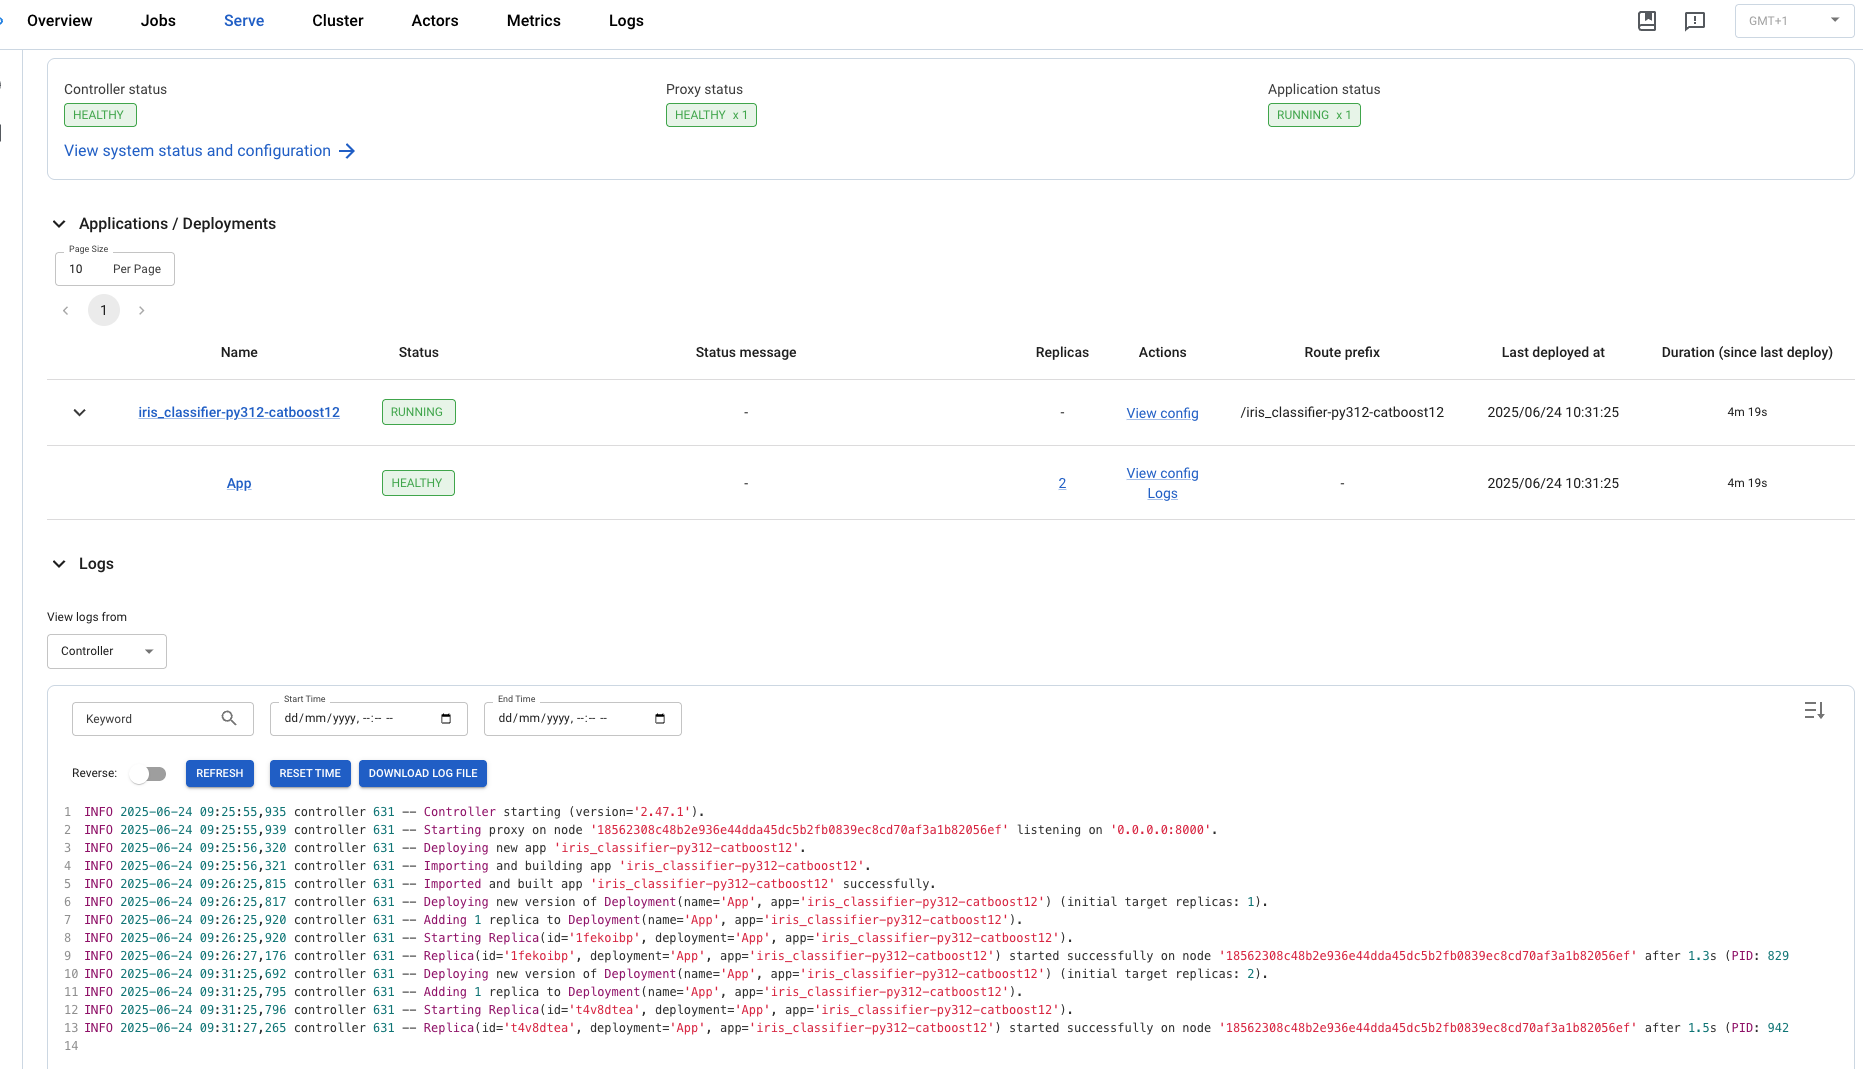 Overview Jobs Serve Cluster Actors Metrics Logs GMT+1
Controller status Proxy status Application status
HEALTHY HEALTHY x 1 RUNNING x 1
View system status and configuration
Applications / Deployments
Page Size
10 Per Page
1
Name Status Status message Replicas Actions Route prefix Last deployed at Duration (since last deploy)
iris_classifier-py312-catboost12 RUNNING - - View config /iris_classifier-py312-catboost12 2025/06/24 10:31:25 4m 19s
App HEALTHY - 2 View config Logs - 2025/06/24 10:31:25 4m 19s
Logs
View logs from
Controller
Start Time End Time
Keyword dd/mm/yyyy, --:-- -- dd/mm/yyyy, --:-- --
Reverse: REFRESH RESET TIME DOWNLOAD LOG FILE
1 INFO 2025-06-24 09:25:55,935 controller 631 -- Controller starting (version='2.47.1').
2 INFO 2025-06-24 09:25:55,939 controller 631 -- Starting proxy on node '18562308c48b2e936e44dda45dc5b2fb0839ec8cd70af3a1b82056ef' listening on '0.0.0.0:8000'.
3 INFO 2025-06-24 09:25:56,320 controller 631 -- Deploying new app 'iris_classifier-py312-catboost12'.
4 INFO 2025-06-24 09:25:56,321 controller 631 -- Importing and building app 'iris_classifier-py312-catboost12'.
5 INFO 2025-06-24 09:26:25,815 controller 631 -- Imported and built app 'iris_classifier-py312-catboost12' successfully.
6 INFO 2025-06-24 09:26:25,817 controller 631 -- Deploying new version of Deployment(name='App', app='iris_classifier-py312-catboost12') (initial target replicas: 1).
7 INFO 2025-06-24 09:26:25,920 controller 631 -- Adding 1 replica to Deployment(name='App', app='iris_classifier-py312-catboost12').
8 INFO 2025-06-24 09:26:25,920 controller 631 -- Starting Replica(id='1fekoibp', deployment='App', app='iris_classifier-py312-catboost12').
9 INFO 2025-06-24 09:26:27,176 controller 631 -- Replica(id='1fekoibp', deployment='App', app='iris_classifier-py312-catboost12') started successfully on node '18562308c48b2e936e44dda45dc5b2fb0839ec8cd70af3a1b82056ef' after 1.3s (PID: 829
10 INFO 2025-06-24 09:31:25,692 controller 631 -- Deploying new version of Deployment(name='App', app='iris_classifier-py312-catboost12') (initial target replicas: 2).
11 INFO 2025-06-24 09:31:25,795 controller 631 -- Adding 1 replica to Deployment(name='App', app='iris_classifier-py312-catboost12').
12 INFO 2025-06-24 09:31:25,796 controller 631 -- Starting Replica(id='t4v8dtea', deployment='App', app='iris_classifier-py312-catboost12').
13 INFO 2025-06-24 09:31:27,265 controller 631 -- Replica(id='t4v8dtea', deployment='App', app='iris_classifier-py312-catboost12') started successfully on node '18562308c48b2e936e44dda45dc5b2fb0839ec8cd70af3a1b82056ef' after 1.5s (PID: 942
14